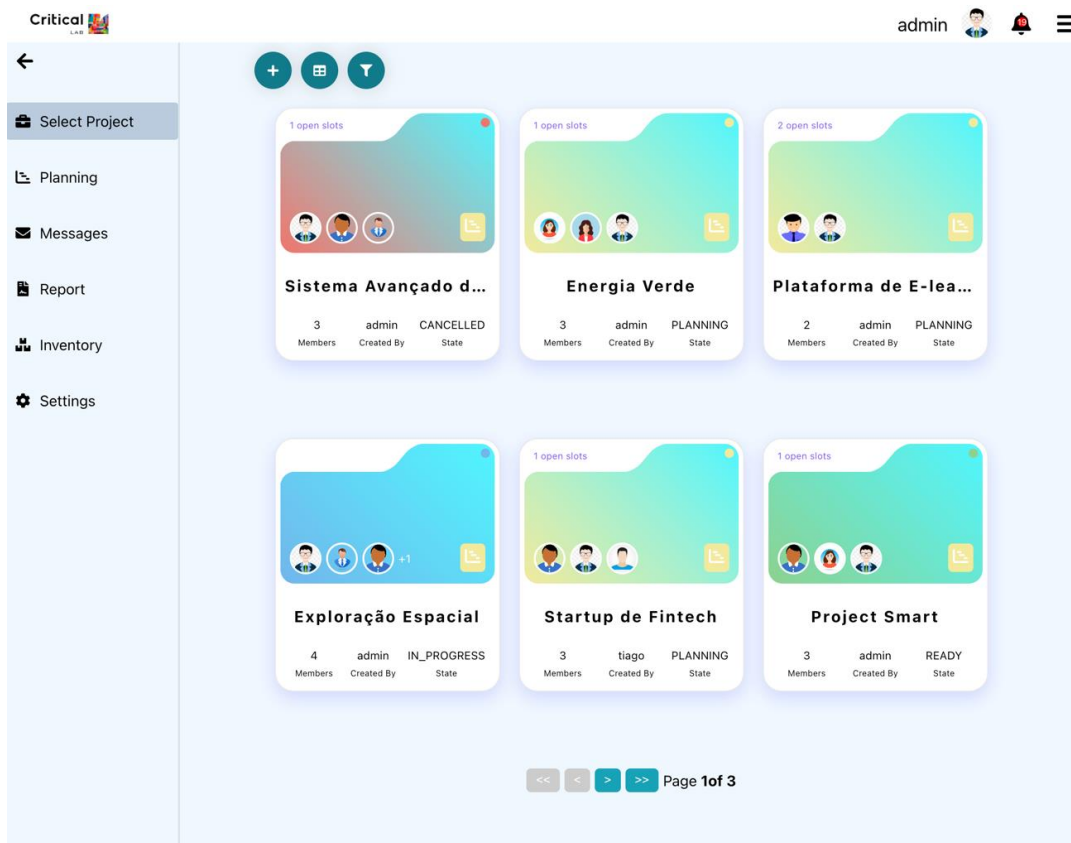 Critical
LAB
admin
19
Select Project
Planning
Messages
Report
Inventory
Settings
1 open slots
Sistema Avançado d...
3 admin CANCELLED
Members Created By State
1 open slots
Energia Verde
3 admin PLANNING
Members Created By State
2 open slots
Plataforma de E-lea...
2 admin PLANNING
Members Created By State
+1
Exploração Espacial
4 admin IN_PROGRESS
Members Created By State
1 open slots
Startup de Fintech
3 tiago PLANNING
Members Created By State
1 open slots
Project Smart
3 admin READY
Members Created By State
<< < > >> Page 1of 3